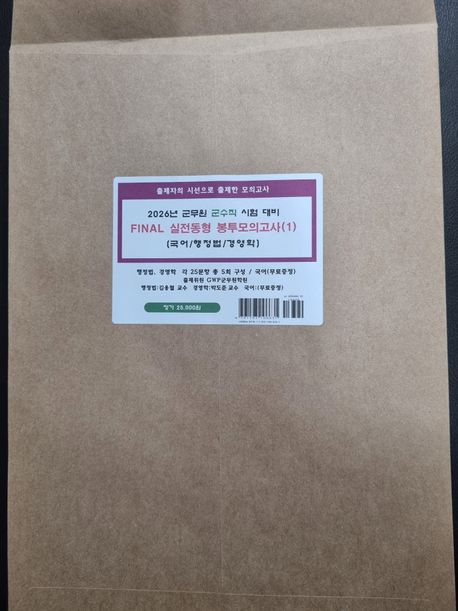 출제자의 시선으로 출제한 모의고사
2026년 군무원 군수직 시험 대비
FINAL 실전동형 봉투모의고사(1)
(국어/행정법/경영학)
행정법, 경영학 각 25문항 총 5회 구성 / 국어(무료증정)
출제위원 GWP군무원학원
행정법:김용철 교수 경영학:박도준 교수 국어:(무료증정)
정가 25,000원